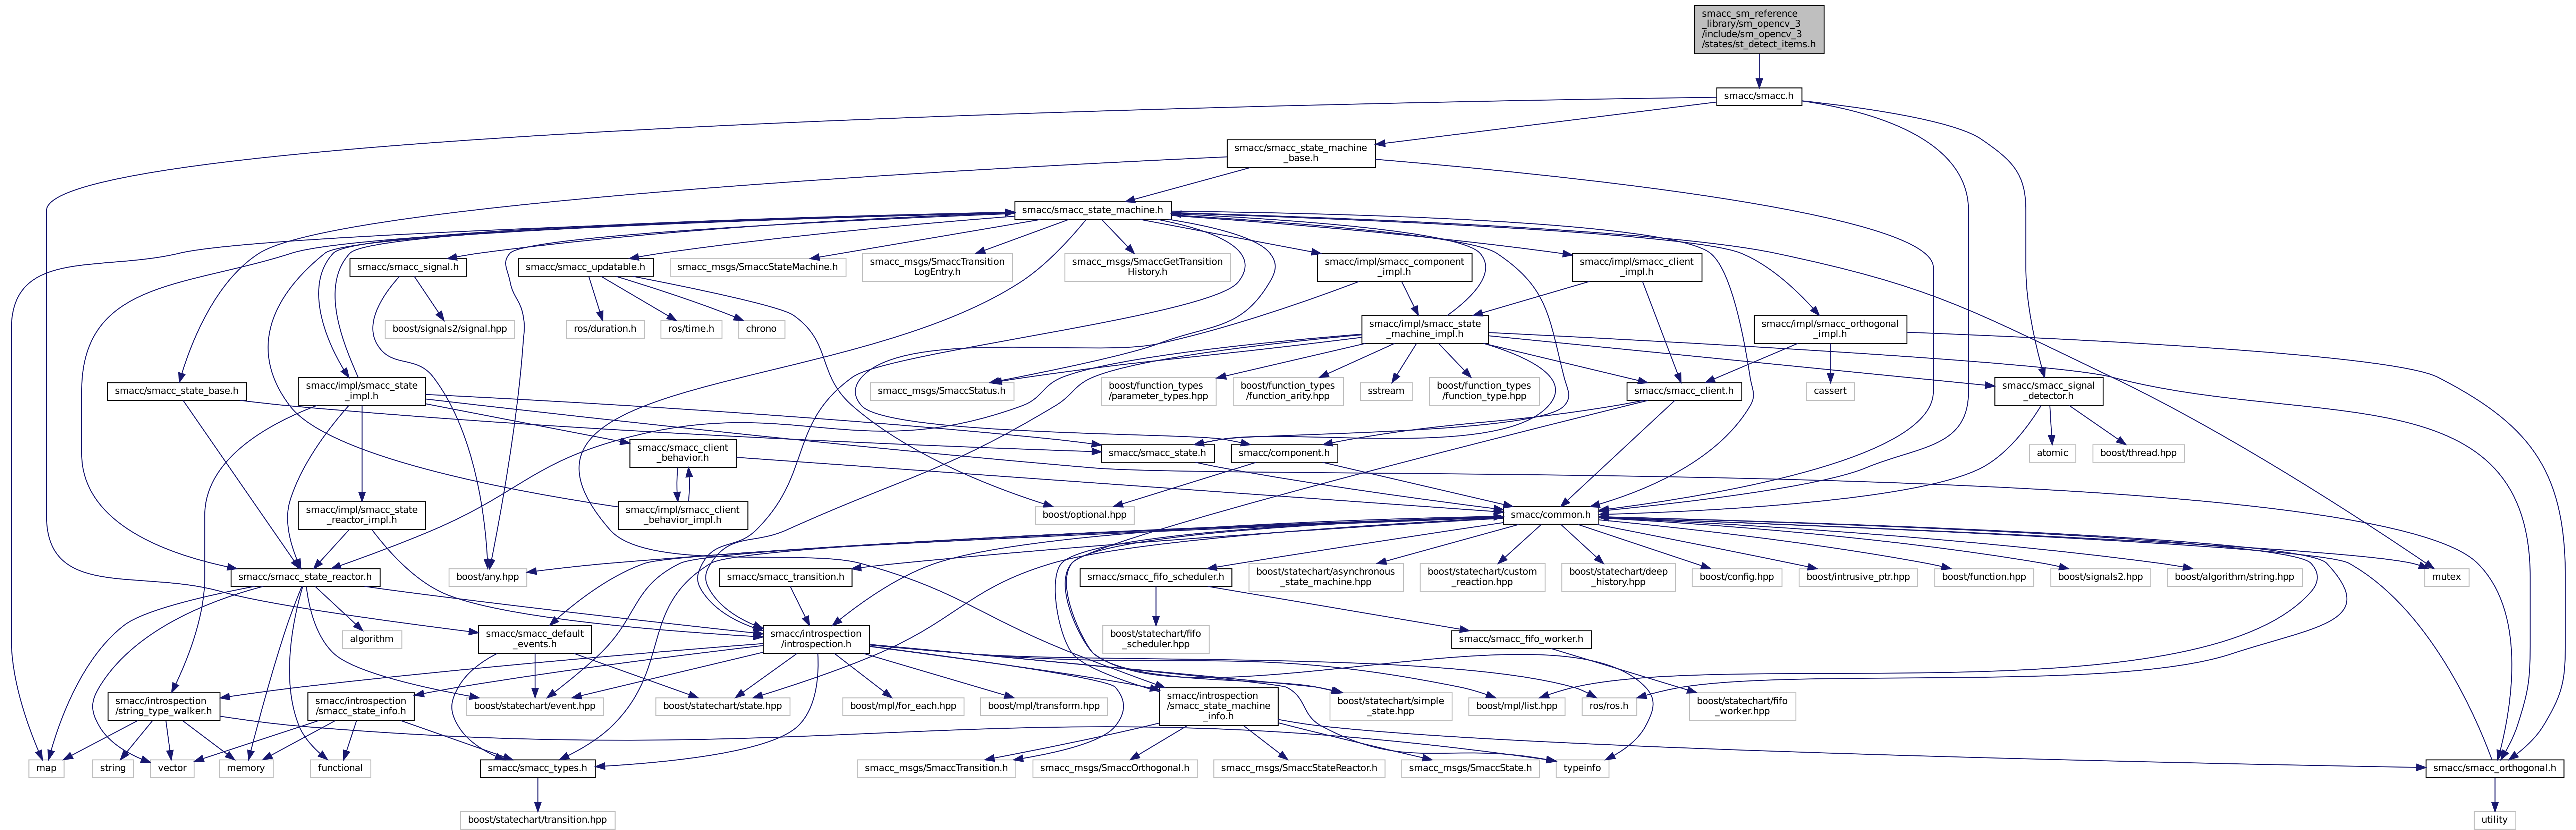 smacc_sm_reference
_library/sm_opencv_3
/include/sm_opencv_3
/states/st_detect_items.h
smacc/smacc.h
smacc/smacc_state_machine
_base.h
smacc/smacc_state_machine.h
smacc/smacc_signal.h
smacc/smacc_updatable.h
smacc_msgs/SmaccStateMachine.h
smacc_msgs/SmaccTransition
LogEntry.h
smacc_msgs/SmaccGetTransition
History.h
smacc/impl/smacc_component
_impl.h
smacc/impl/smacc_client
_impl.h
boost/signals2/signal.hpp
ros/duration.h
ros/time.h
chrono
smacc/impl/smacc_state
_machine_impl.h
smacc/impl/smacc_orthogonal
_impl.h
smacc/smacc_state_base.h
smacc/impl/smacc_state
_impl.h
smacc_msgs/SmaccStatus.h
boost/function_types
/parameter_types.hpp
boost/function_types
/function_arity.hpp
sstream
boost/function_types
/function_type.hpp
smacc/smacc_client.h
cassert
smacc/smacc_signal
_detector.h
smacc/smacc_client
_behavior.h
smacc/smacc_state.h
smacc/component.h
atomic
boost/thread.hpp
smacc/impl/smacc_state
_reactor_impl.h
smacc/impl/smacc_client
_behavior_impl.h
boost/optional.hpp
smacc/common.h
smacc/smacc_state_reactor.h
boost/any.hpp
smacc/smacc_transition.h
smacc/smacc_fifo_scheduler.h
boost/statechart/asynchronous
_state_machine.hpp
boost/statechart/custom
_reaction.hpp
boost/statechart/deep
_history.hpp
boost/config.hpp
boost/intrusive_ptr.hpp
boost/function.hpp
boost/signals2.hpp
boost/algorithm/string.hpp
mutex
algorithm
smacc/smacc_default
_events.h
smacc/introspection
/introspection.h
boost/statechart/fifo
_scheduler.hpp
smacc/smacc_fifo_worker.h
smacc/introspection
/string_type_walker.h
smacc/introspection
/smacc_state_info.h
boost/statechart/event.hpp
boost/statechart/state.hpp
boost/mpl/for_each.hpp
boost/mpl/transform.hpp
smacc/introspection
/smacc_state_machine
_info.h
boost/statechart/simple
_state.hpp
boost/mpl/list.hpp
ros/ros.h
boost/statechart/fifo
_worker.hpp
map
string
vector
memory
functional
smacc/smacc_types.h
smacc_msgs/SmaccTransition.h
smacc_msgs/SmaccOrthogonal.h
smacc_msgs/SmaccStateReactor.h
smacc_msgs/SmaccState.h
typeinfo
smacc/smacc_orthogonal.h
boost/statechart/transition.hpp
utility